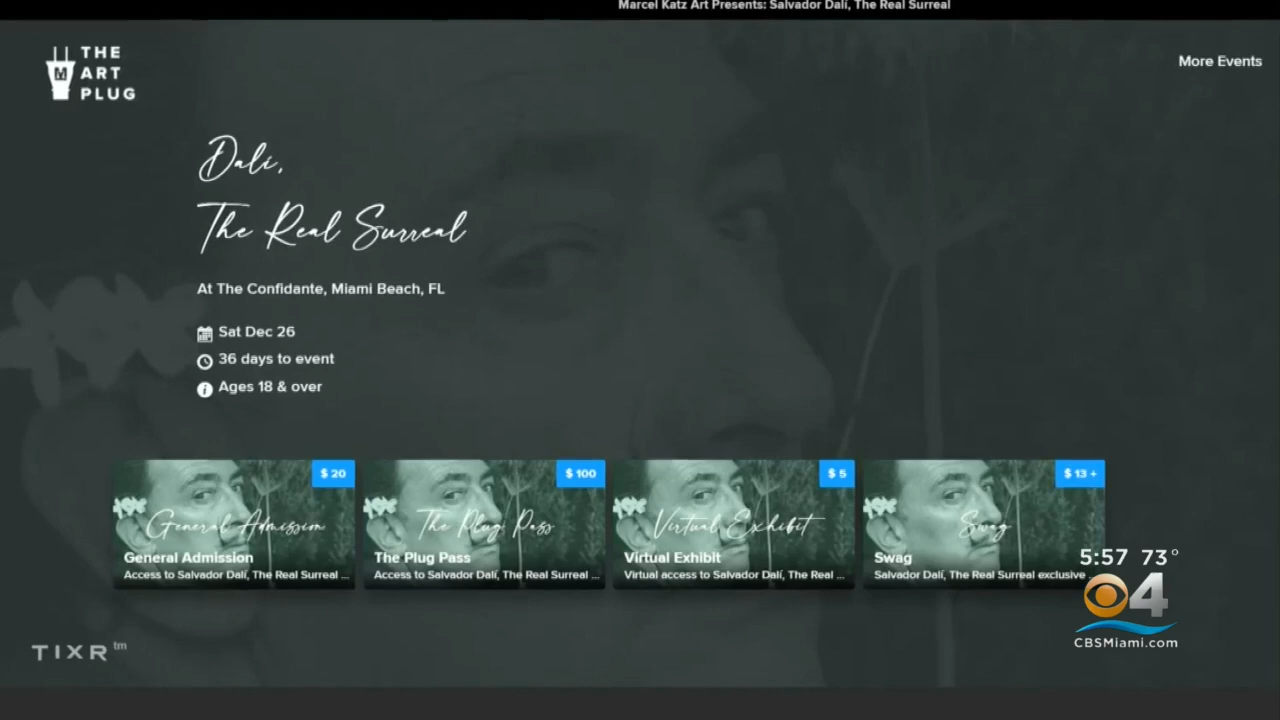 Marcel Katz Art Presents: Salvador Dalí, The Real Surreal
THE
ART
PLUG
M
More Events
Dalí,
The Real Surreal
At The Confidante, Miami Beach, FL
Sat Dec 26
36 days to event
Ages 18 & over
$ 20
$ 100
$ 5
$ 13 +
General Admission
The Plug Pass
Virtual Exhibit
Swag
General Admission
The Plug Pass
Virtual Exhibit
Swag
Access to Salvador Dalí, The Real Surreal ...
Access to Salvador Dalí, The Real Surreal ...
Virtual access to Salvador Dalí, The Real ...
Salvador Dalí, The Real Surreal exclusive
5:57 73°
4
CBSMiami.com
TIXR tm